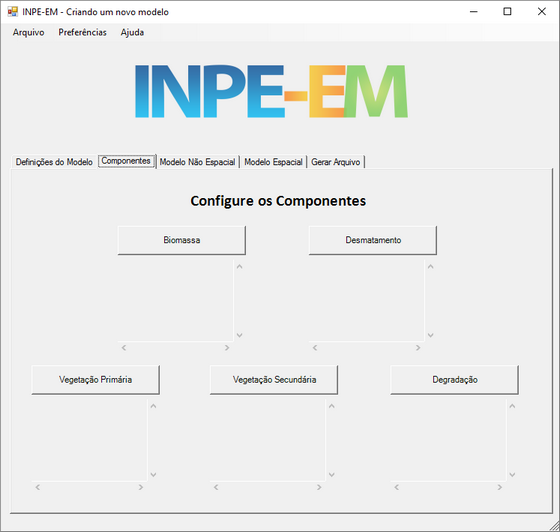 INPE-EM - Criando um novo modelo
Arquivo Preferências Ajuda
INPE-EM
Definições do Modelo Componentes Modelo Não Espacial Modelo Espacial Gerar Arquivo
Configure os Componentes
Biomassa Desmatamento
Vegetação Primária Vegetação Secundária Degradação